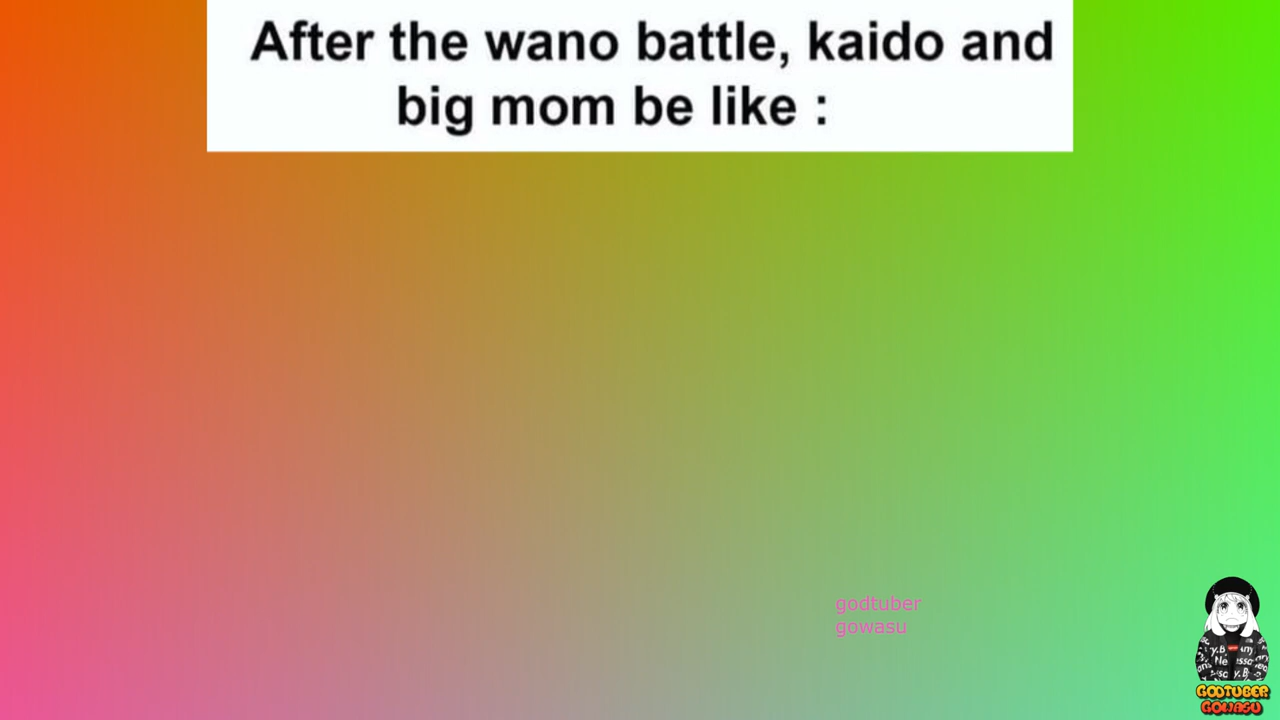 After the wano battle, kaido and
big mom be like :
godtuber
gowasu
GODTUBER
GOWASU